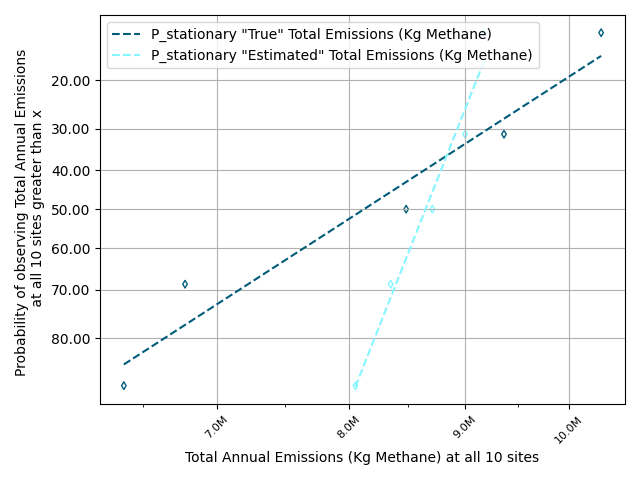 P_stationary "True" Total Emissions (Kg Methane)
P_stationary "Estimated" Total Emissions (Kg Methane)
Probability of observing Total Annual Emissions
at all 10 sites greater than x
20.00
30.00
40.00
50.00
60.00
70.00
80.00
7.0M
8.0M
9.0M
10.0M
Total Annual Emissions (Kg Methane) at all 10 sites